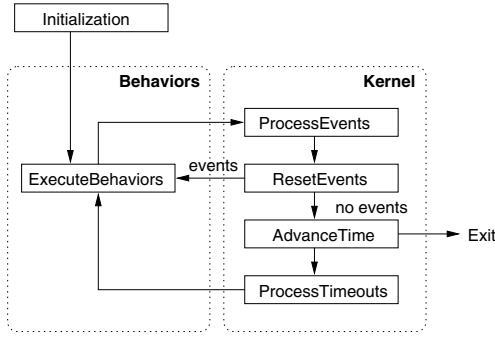 Initialization
Behaviors
Kernel
ProcessEvents
events
ExecuteBehaviors
ResetEvents
no events
AdvanceTime
Exit
ProcessTimeouts